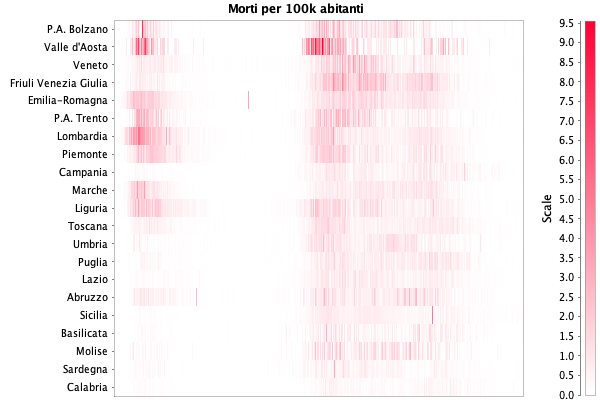 Morti per 100k abitanti
P.A. Bolzano
Valle d'Aosta
Veneto
Friuli Venezia Giulia
Emilia-Romagna
P.A. Trento
Lombardia
Piemonte
Campania
Marche
Liguria
Toscana
Umbria
Puglia
Lazio
Abruzzo
Sicilia
Basilicata
Molise
Sardegna
Calabria
Scale
9.5
9.0
8.5
8.0
7.5
7.0
6.5
6.0
5.5
5.0
4.5
4.0
3.5
3.0
2.5
2.0
1.5
1.0
0.5
0.0